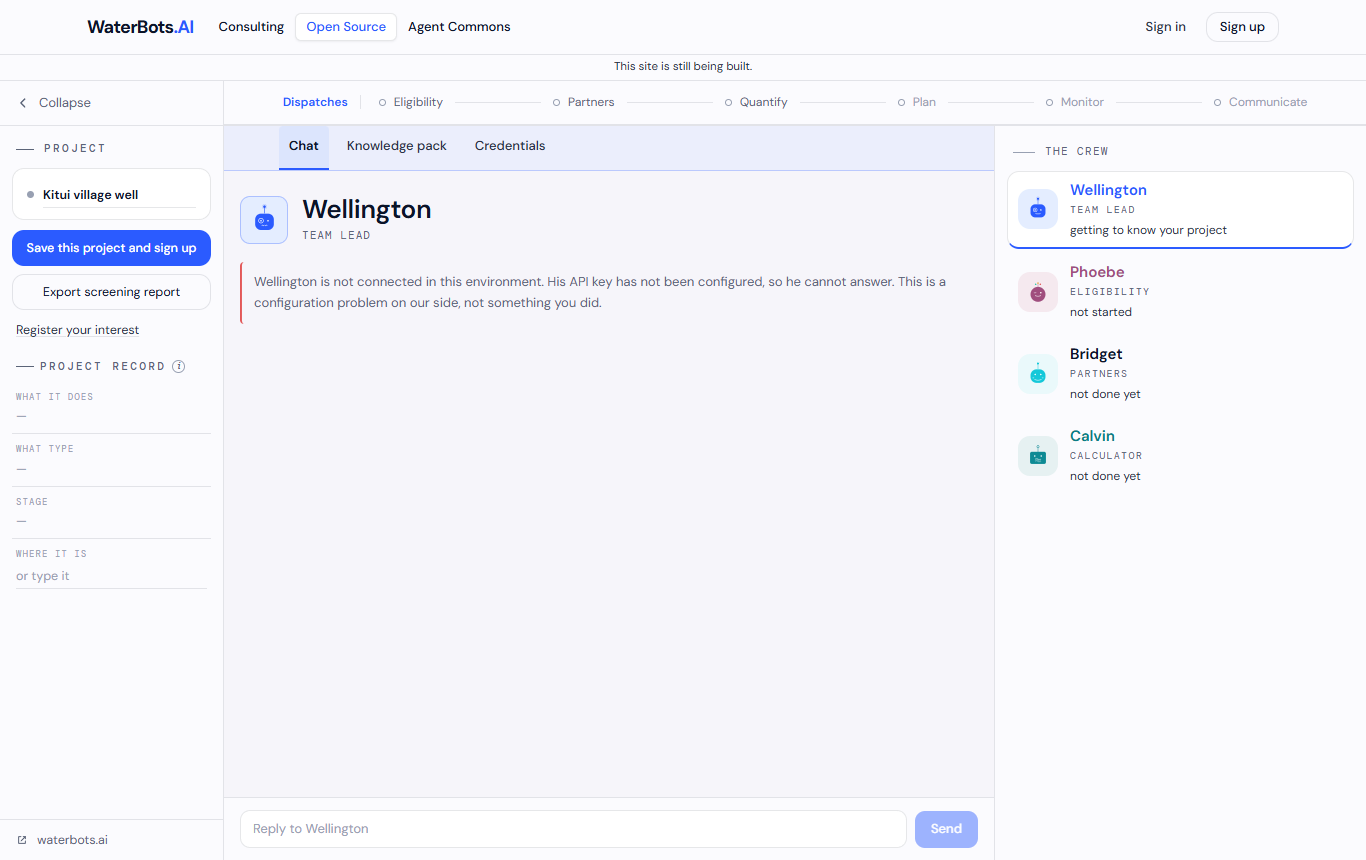 WaterBots.AI
Consulting
Open Source
Agent Commons
Sign in
Sign up
This site is still being built.
Collapse
Dispatches
Eligibility
Partners
Quantify
Plan
Monitor
Communicate
PROJECT
Kitui village well
Save this project and sign up
Export screening report
Register your interest
PROJECT RECORD i
WHAT IT DOES
—
WHAT TYPE
—
STAGE
—
WHERE IT IS
or type it
waterbots.ai
Chat
Knowledge pack
Credentials
Wellington
TEAM LEAD
Wellington is not connected in this environment. His API key has not been configured, so he cannot answer. This is a
configuration problem on our side, not something you did.
Reply to Wellington
Send
THE CREW
Wellington
TEAM LEAD
getting to know your project
Phoebe
ELIGIBILITY
not started
Bridget
PARTNERS
not done yet
Calvin
CALCULATOR
not done yet